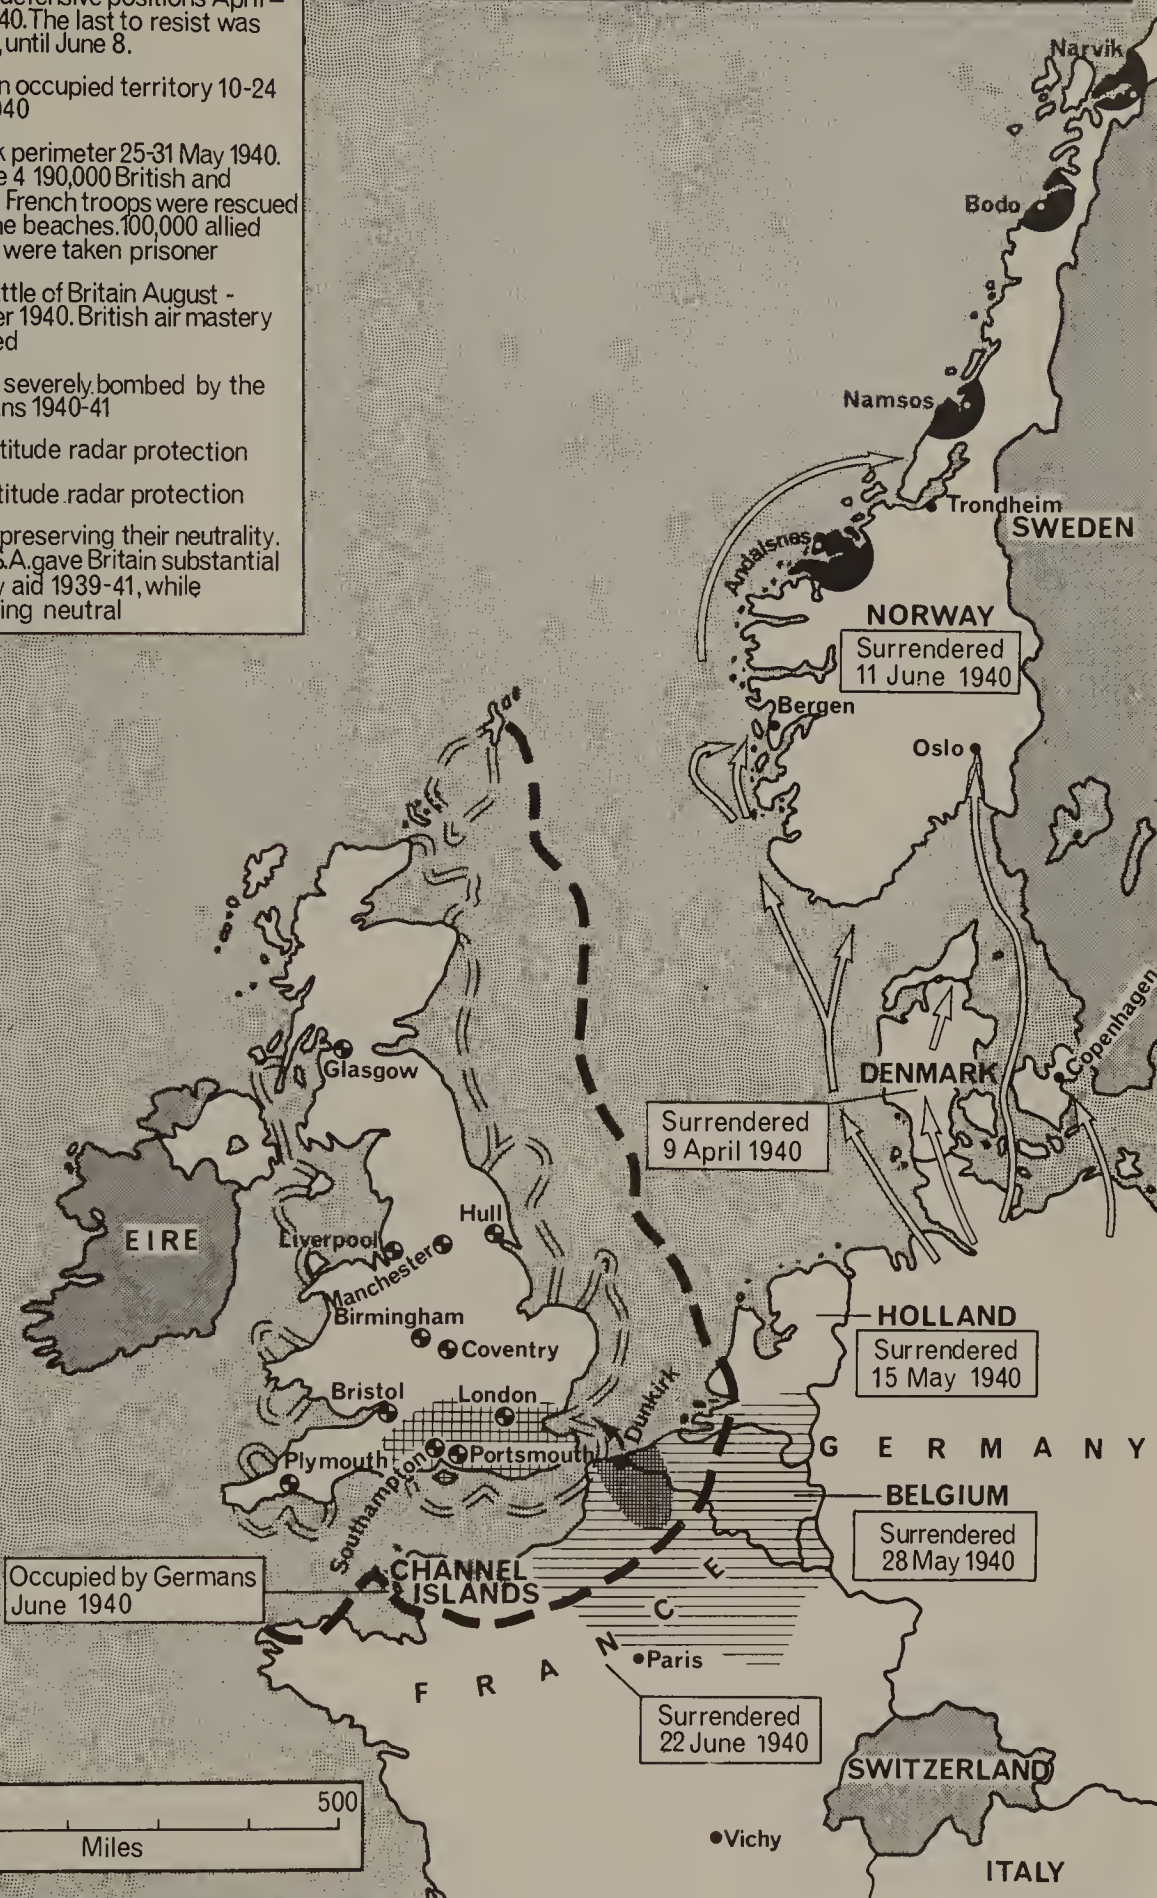 defensive positions April –
40. The last to resist was
, until June 8.
n occupied territory 10-24
940
k perimeter 25-31 May 1940.
e 4 190,000 British and
French troops were rescued
he beaches. 100,000 allied
were taken prisoner
ttle of Britain August -
er 1940. British air mastery
ed
severely bombed by the
ns 1940-41
titude radar protection
titude radar protection
preserving their neutrality.
S.A. gave Britain substantial
y aid 1939-41, while
ing neutral
Narvik
Bodo
Namsos
Trondheim
SWEDEN
Andalsnes
NORWAY
Surrendered
11 June 1940
Bergen
Oslo
Copenhagen
Glasgow
DENMARK
Surrendered
9 April 1940
EIRE
Hull
Liverpool
Manchester
Birmingham
Coventry
HOLLAND
Surrendered
15 May 1940
Bristol
London
Dunkirk
GERMANY
Plymouth
Southampton
Portsmouth
BELGIUM
Surrendered
28 May 1940
CHANNEL
ISLANDS
Occupied by Germans
June 1940
FRANCE
Paris
Surrendered
22 June 1940
SWITZERLAND
500
Miles
Vichy
ITALY